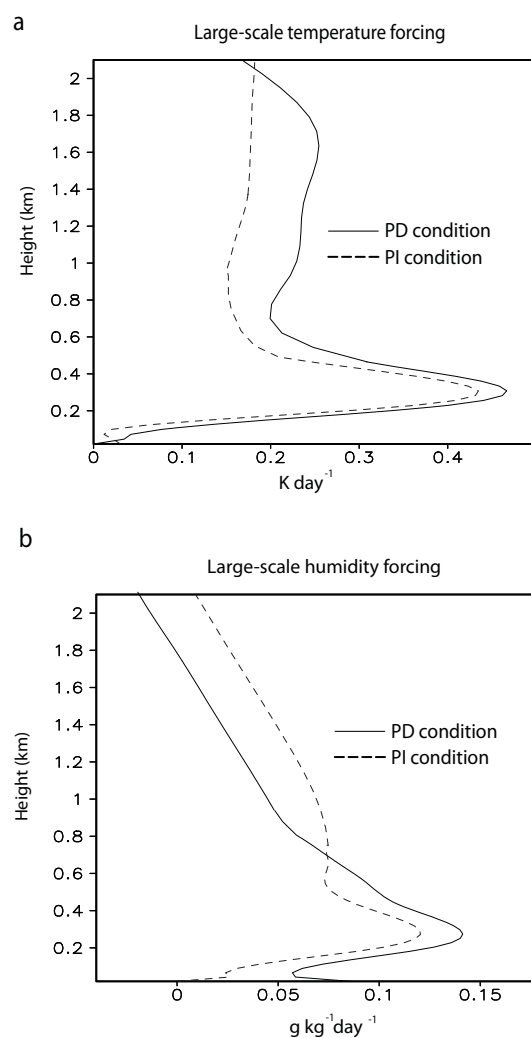 a
Large-scale temperature forcing
2
1.8
1.6
1.4
1.2
1
0.8
0.6
0.4
0.2
Height (km)
PD condition
PI condition
0 0.1 0.2 0.3 0.4
K day-1
b
Large-scale humidity forcing
2
1.8
1.6
1.4
1.2
1
0.8
0.6
0.4
0.2
Height (km)
PD condition
PI condition
0 0.05 0.1 0.15
g kg-1day -1